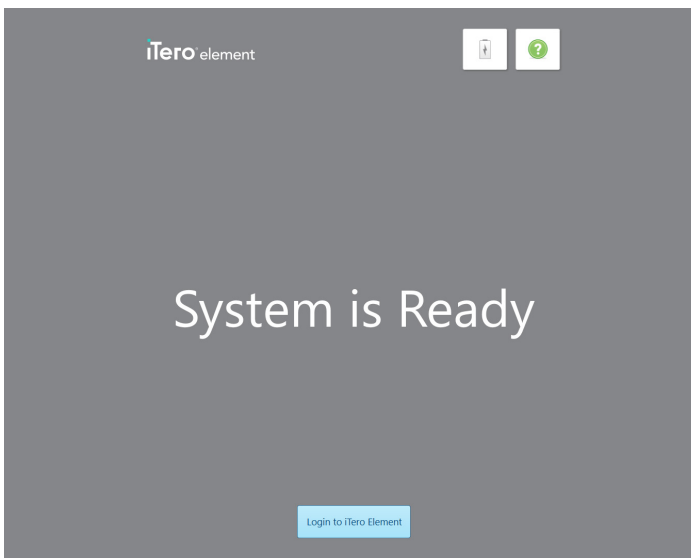 iTero element
?
System is Ready
Login to iTero Element